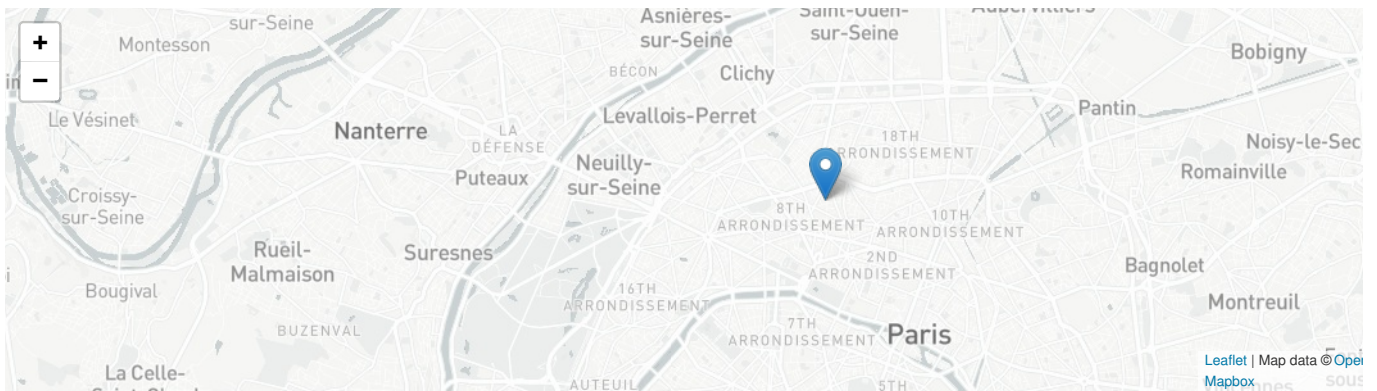 Asnières-
sur-Seine
Saint-Ouen-
sur-Seine
Aubervilliers
sur-Seine
+
Montesson
Bobigny
−
BÉCON
Clichy
Le Vésinet
Levallois-Perret
Pantin
Nanterre
LA
DÉFENSE
18TH
ARRONDISSEMENT
Noisy-le-Sec
Neuilly-
sur-Seine
Puteaux
Romainville
Croissy-
sur-Seine
8TH
ARRONDISSEMENT
10TH
ARRONDISSEMENT
Rueil-
Malmaison
Suresnes
2ND
ARRONDISSEMENT
Bagnolet
Bougival
16TH
ARRONDISSEMENT
Montreuil
BUZENVAL
7TH
ARRONDISSEMENT
Paris
La Celle-
AUTEUIL
5TH
Leaflet | Map data © Oper
Mapbox